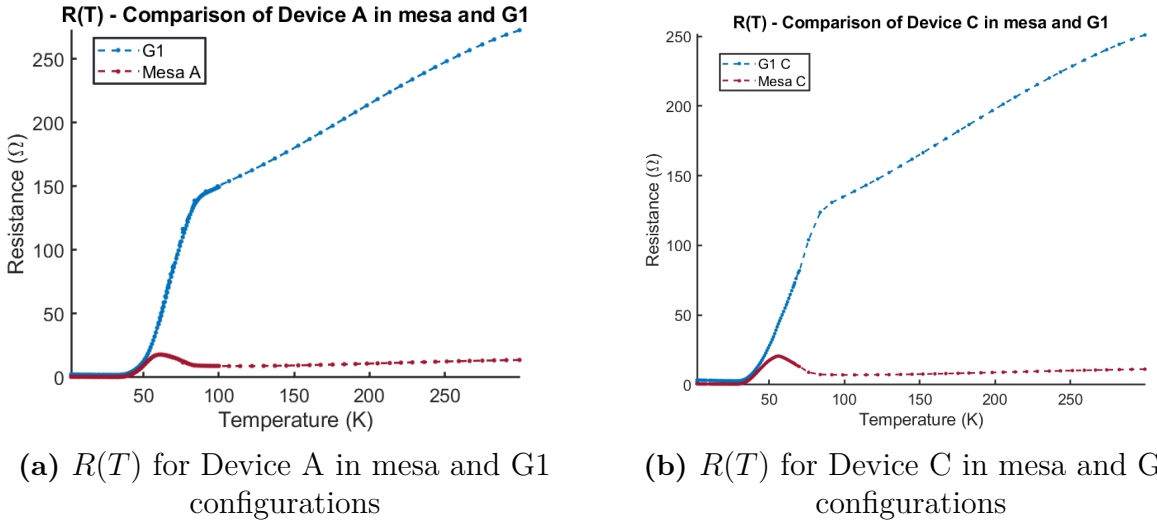 R(T) - Comparison of Device A in mesa and G1
G1
Mesa A
Resistance (Ω)
250
200
150
100
50
0
50
100
150
200
250
Temperature (K)
(a) R(T) for Device A in mesa and G1
configurations
R(T) - Comparison of Device C in mesa and G1
G1 C
Mesa C
Resistance (Ω)
250
200
150
100
50
0
50
100
150
200
250
Temperature (K)
(b) R(T) for Device C in mesa and G
configurations